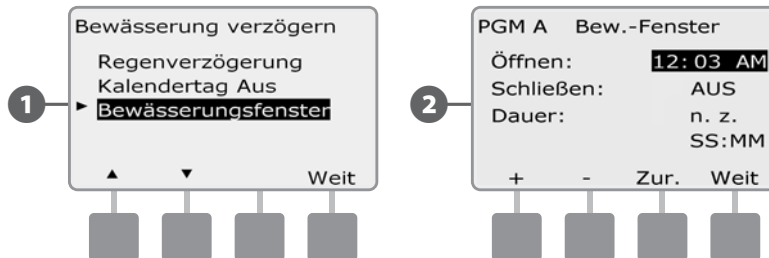 1
Bewässerung verzögern
Regenverzögerung
Kalendertag Aus
► Bewässerungsfenster
▲ ▼ Weit
2
PGM A Bew.-Fenster
Öffnen: 12:03 AM
Schließen: AUS
Dauer: n. z.
SS:MM
+ - Zur. Weit